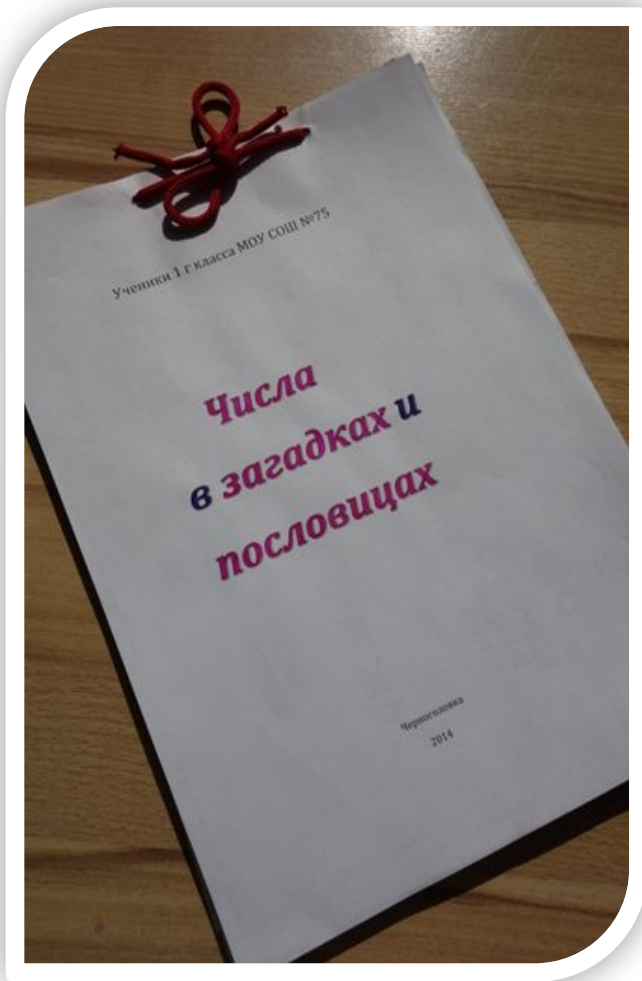 Ученики 1 г класса МОУ СОШ №75
Числа
в загадках и
пословицах
Черноголовка
2014